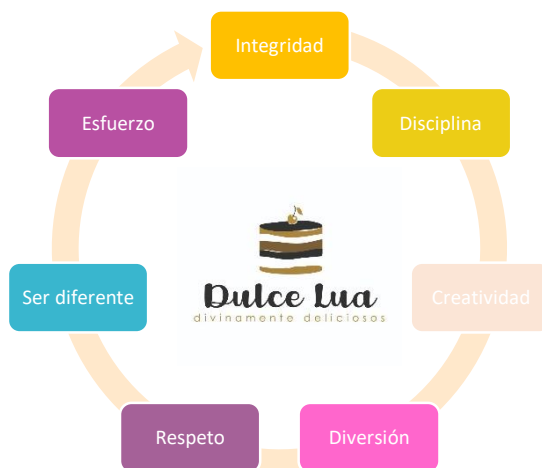 Integridad
Disciplina
Creatividad
Diversión
Respeto
Ser diferente
Esfuerzo
Dulce Lua
divinamente deliciosos